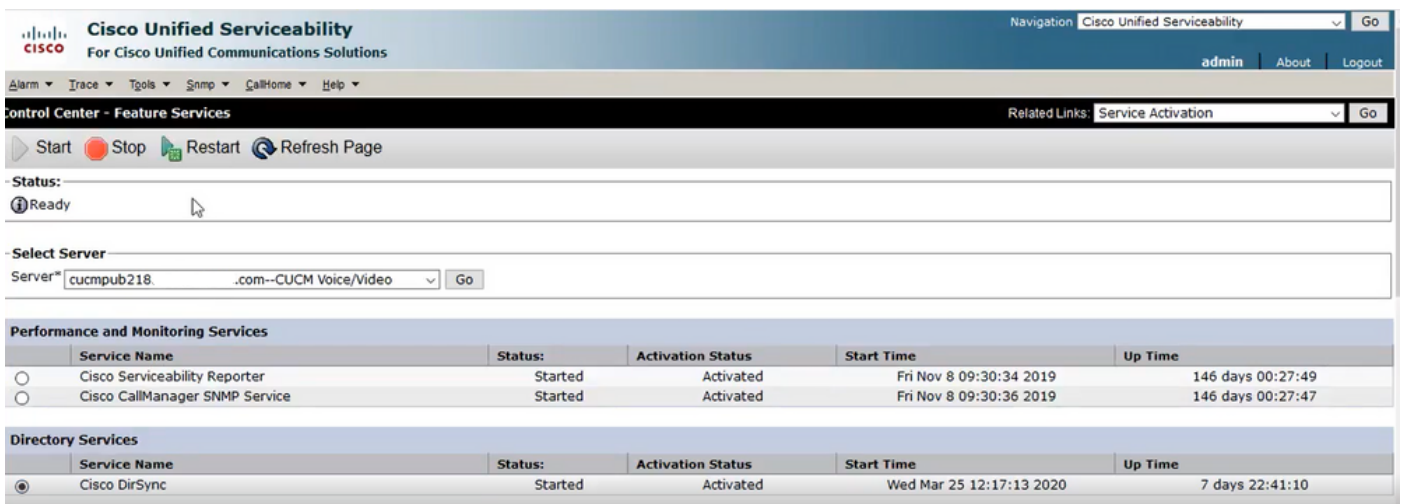 Cisco Unified Serviceability
For Cisco Unified Communications Solutions
CISCO
Navigation Cisco Unified Serviceability Go
admin About Logout
Alarm Trace Tools Snmp CallHome Help
Control Center - Feature Services
Related Links: Service Activation Go
Start Stop Restart Refresh Page
Status:
Ready
Select Server
Server* cucmpub218. .com--CUCM Voice/Video Go
Performance and Monitoring Services
Service Name Status: Activation Status Start Time Up Time
Cisco Serviceability Reporter Started Activated Fri Nov 8 09:30:34 2019 146 days 00:27:49
Cisco CallManager SNMP Service Started Activated Fri Nov 8 09:30:36 2019 146 days 00:27:47
Directory Services
Service Name Status: Activation Status Start Time Up Time
Cisco DirSync Started Activated Wed Mar 25 12:17:13 2020 7 days 22:41:10